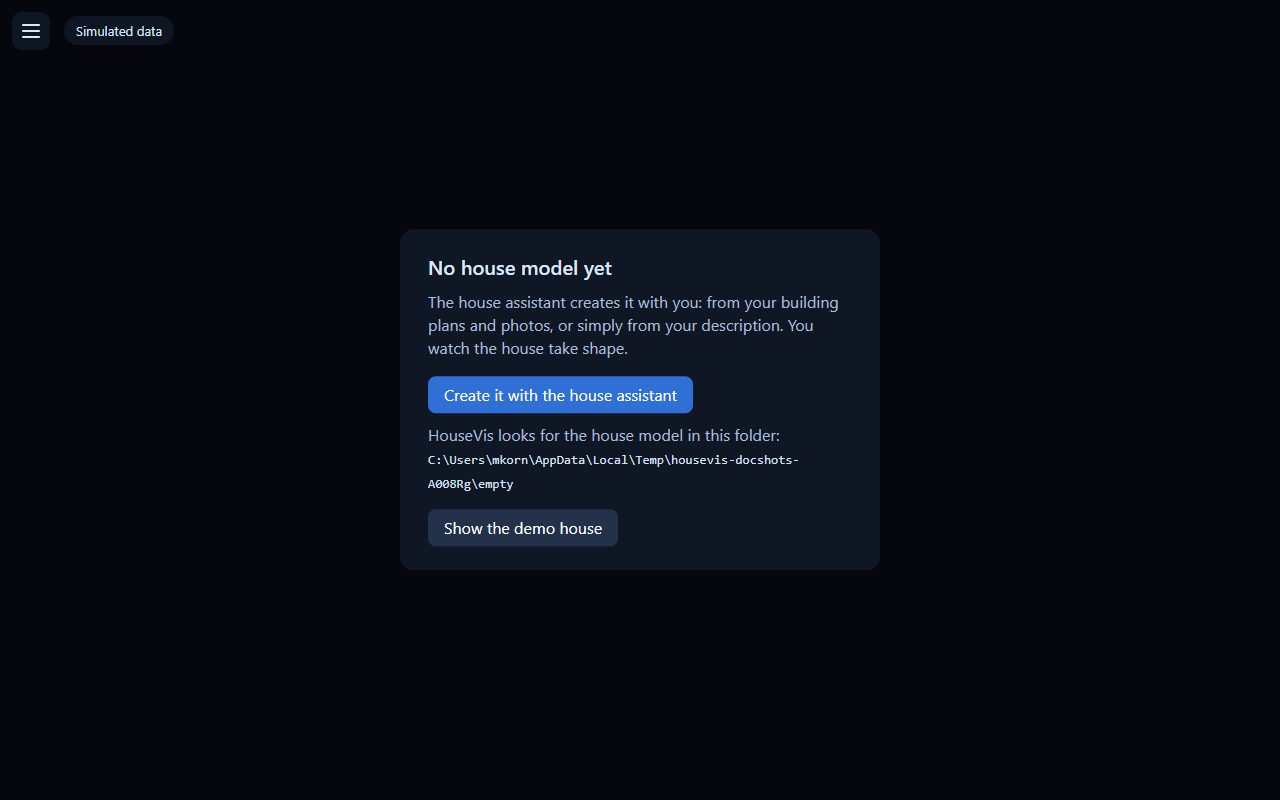 Simulated data
No house model yet
The house assistant creates it with you: from your building
plans and photos, or simply from your description. You
watch the house take shape.
Create it with the house assistant
HouseVis looks for the house model in this folder:
C:\Users\mkorn\AppData\Local\Temp\housevis-docshots-
A008Rg\empty
Show the demo house